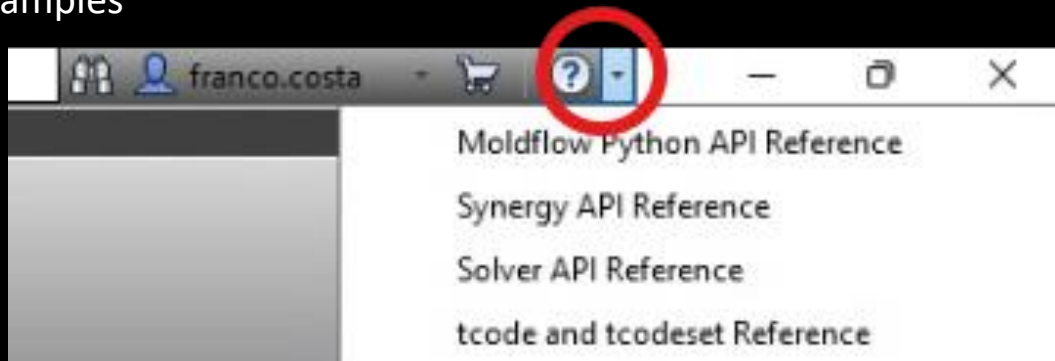 amples
franco.costa ?
Moldflow Python API Reference
Synergy API Reference
Solver API Reference
tcode and tcodeset Reference